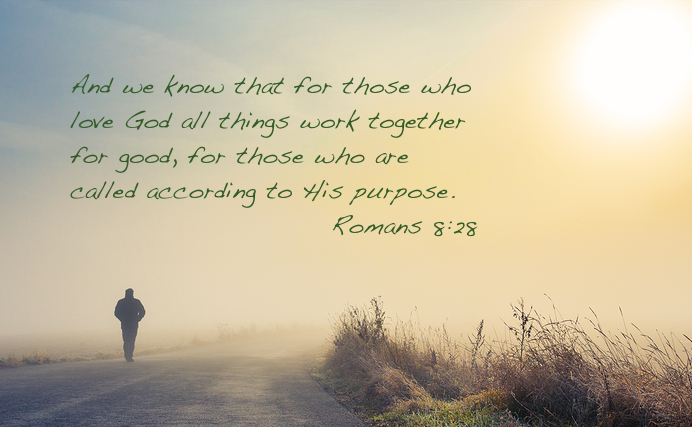 And we know that for those who
love God all things work together
for good, for those who are
called according to His purpose.
Romans 8:28